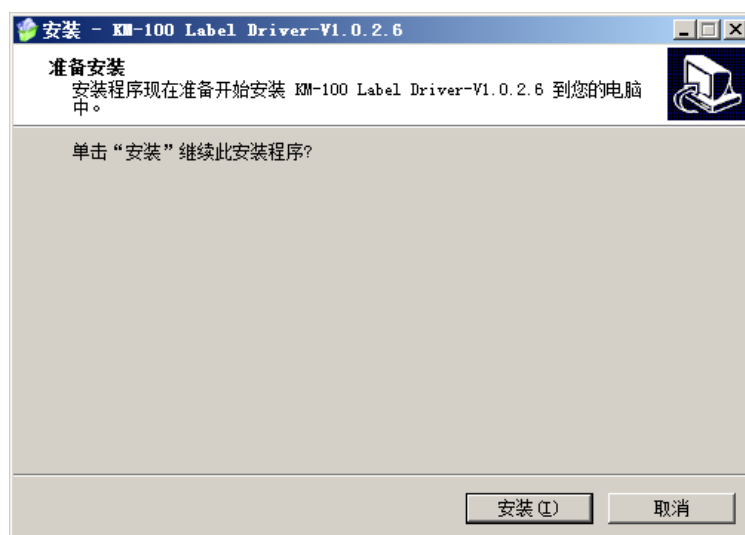 安装 - KM-100 Label Driver-V1.0.2.6
准备安装
安装程序现在准备开始安装 KM-100 Label Driver-V1.0.2.6 到您的电脑
中。
单击“安装”继续此安装程序?
安装(I)
取消